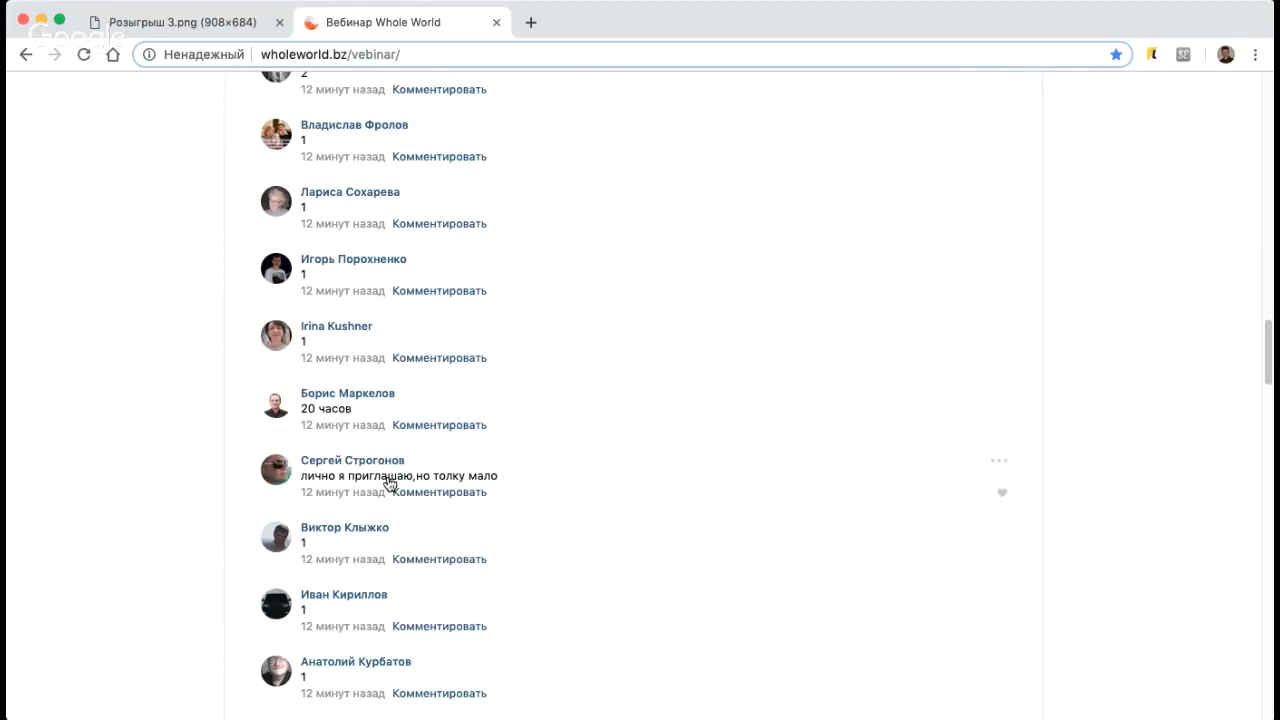 Розыгрыш 3.png (908×684)
Вебинар Whole World
Google
Ненадежный
wholeworld.bz/vebinar/
2
12 минут назад Комментировать
Владислав Фролов
1
12 минут назад Комментировать
Лариса Сохарева
1
12 минут назад Комментировать
Игорь Порохненко
1
12 минут назад Комментировать
Irina Kushner
1
12 минут назад Комментировать
Борис Маркелов
20 часов
12 минут назад Комментировать
Сергей Строгонов
лично я приглашаю,но толку мало
12 минут назад Комментировать
Виктор Клыжко
1
12 минут назад Комментировать
Иван Кириллов
1
12 минут назад Комментировать
Анатолий Курбатов
1
12 минут назад Комментировать